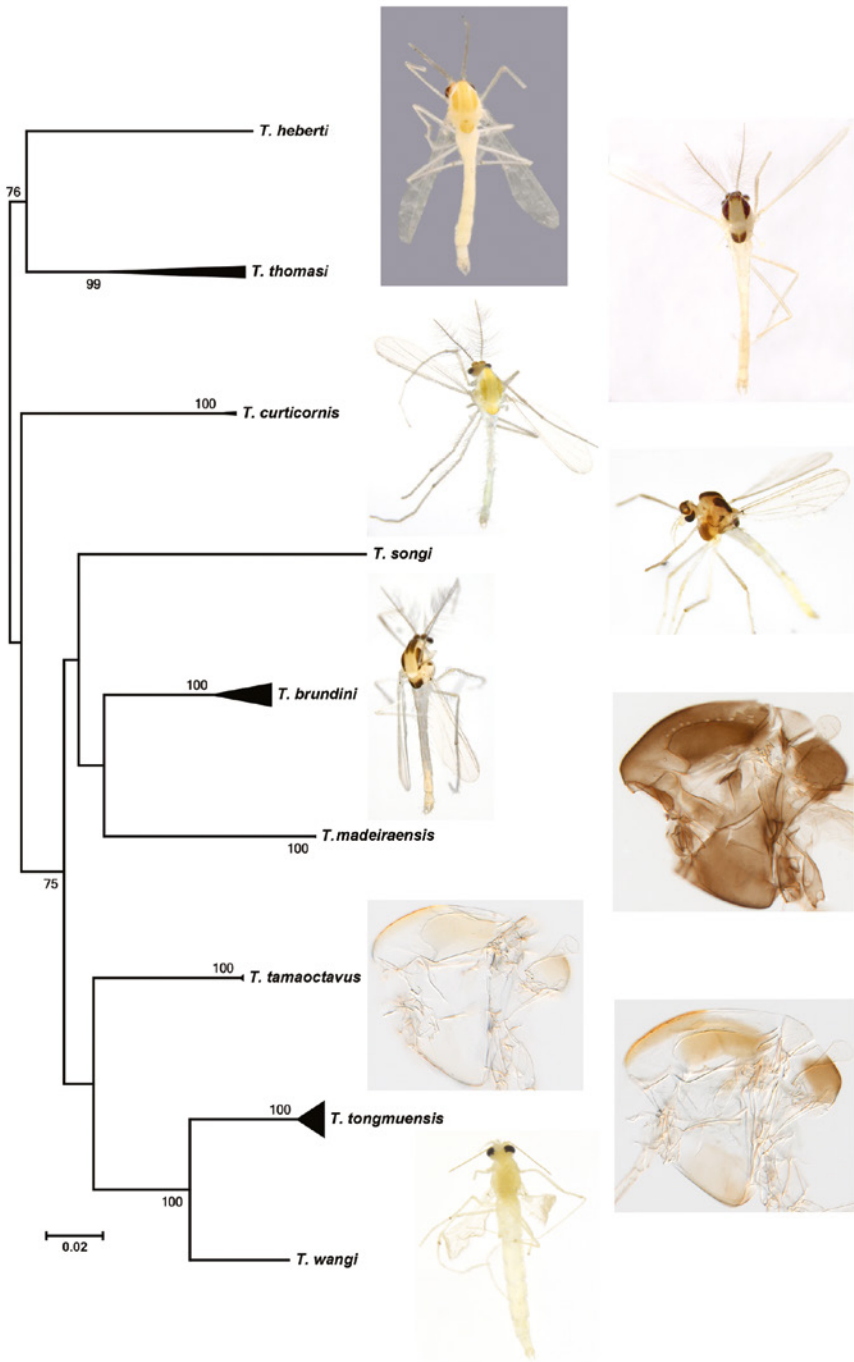 T. heberti
76
T. thomasi
99
100
T. curticornis
T. songi
100
T. brundini
T.madeiraensis
100
75
100
T. tamaoctavus
100
T. tongmuensis
100
0.02
T. wangi